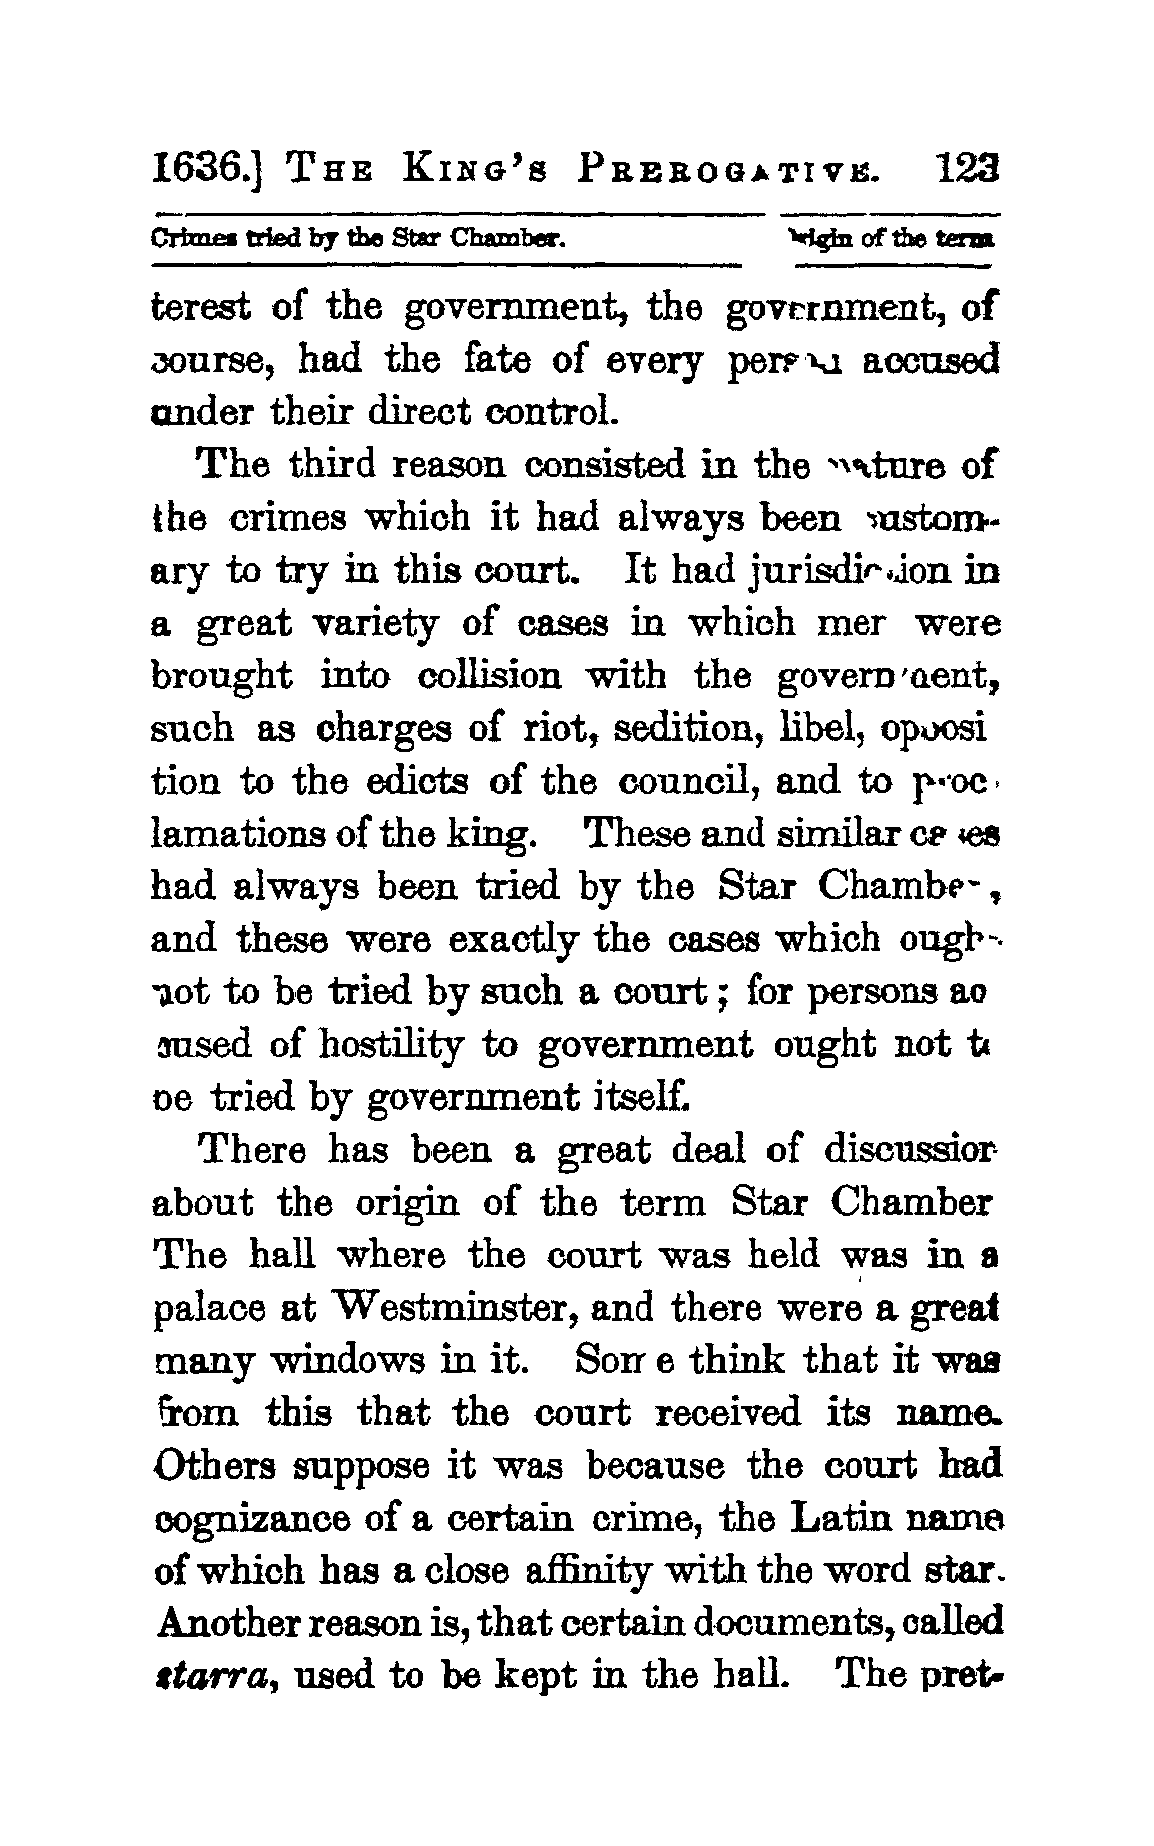 1636.] THE KING'S PREROGATIVE. 123
Crimes tried by the Star Chamber. Origin of the term
terest of the government, the government, of
course, had the fate of every person accused
under their direct control.
The third reason consisted in the nature of
the crimes which it had always been custom-
ary to try in this court. It had jurisdiction in
a great variety of cases in which men were
brought into collision with the government,
such as charges of riot, sedition, libel, opposi
tion to the edicts of the council, and to proc-
lamations of the king. These and similar cases
had always been tried by the Star Chamber,
and these were exactly the cases which ought
not to be tried by such a court; for persons ac
cused of hostility to government ought not to
be tried by government itself.
There has been a great deal of discussion
about the origin of the term Star Chamber
The hall where the court was held was in a
palace at Westminster, and there were a great
many windows in it. Some think that it was
from this that the court received its name.
Others suppose it was because the court had
cognizance of a certain crime, the Latin name
of which has a close affinity with the word star.
Another reason is, that certain documents, called
starra, used to be kept in the hall. The pret-